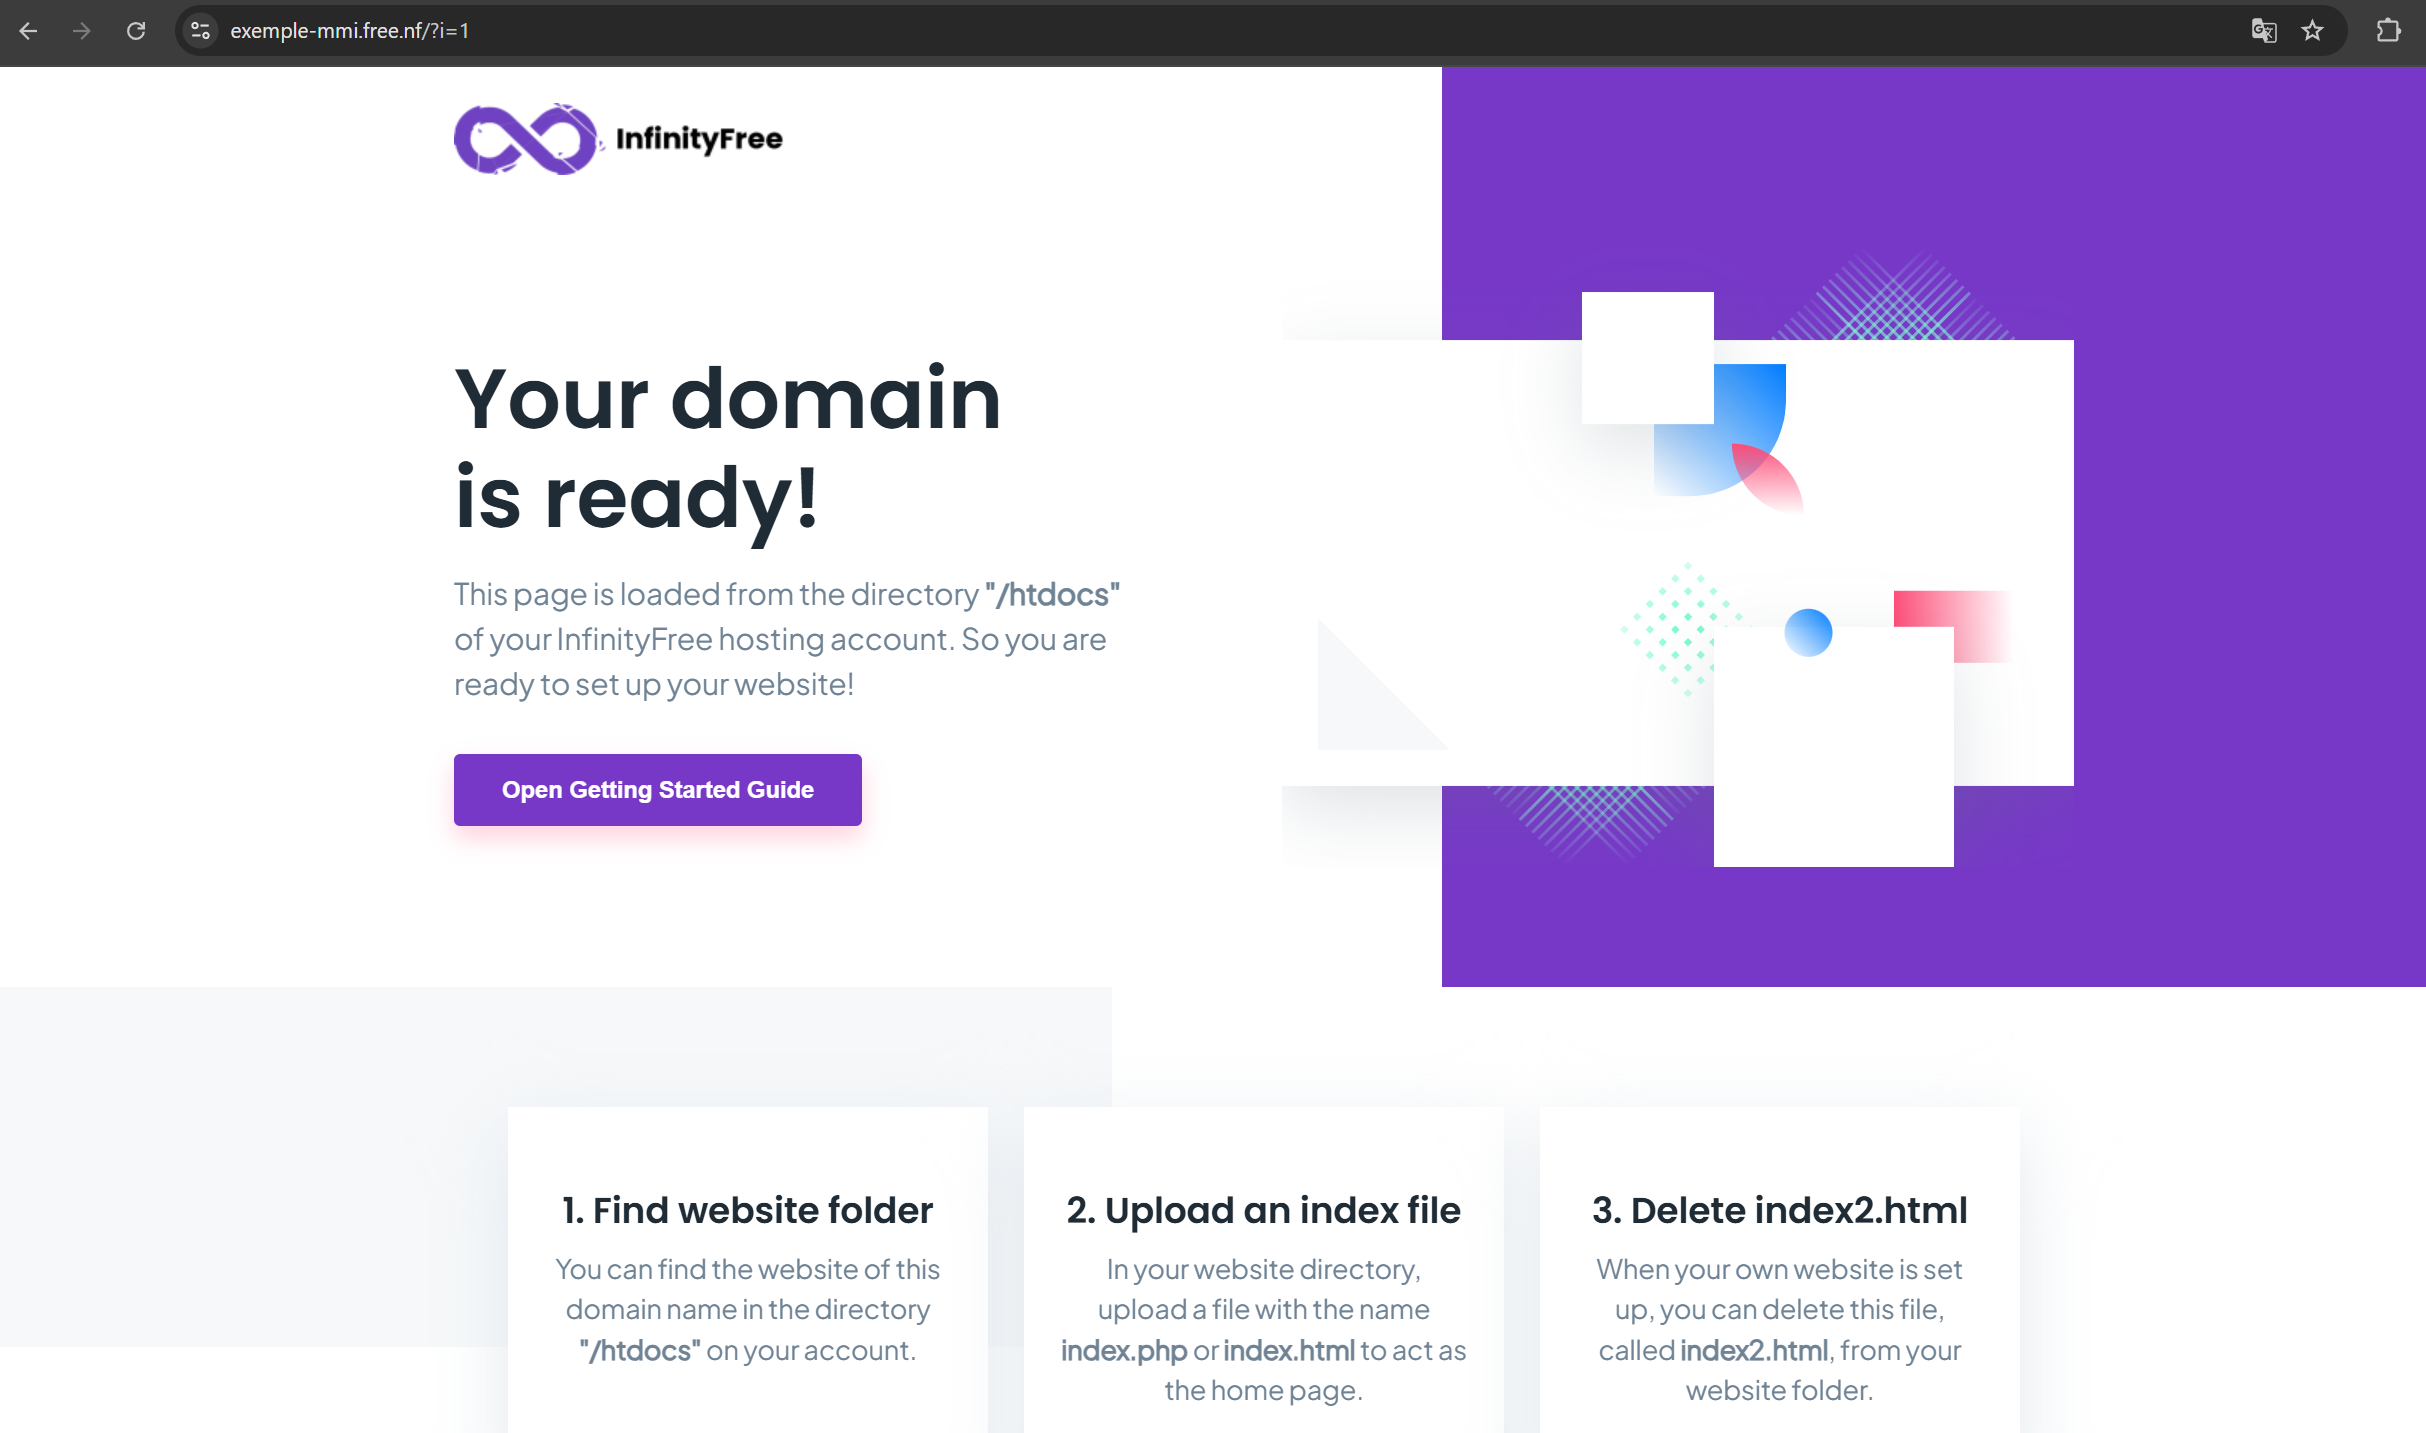 exemple-mmi.free.nf/?i=1
InfinityFree
Your domain
is ready!
This page is loaded from the directory "/htdocs"
of your InfinityFree hosting account. So you are
ready to set up your website!
Open Getting Started Guide
1. Find website folder
You can find the website of this
domain name in the directory
"/htdocs" on your account.
2. Upload an index file
In your website directory,
upload a file with the name
index.php or index.html to act as
the home page.
3. Delete index2.html
When your own website is set
up, you can delete this file,
called index2.html, from your
website folder.